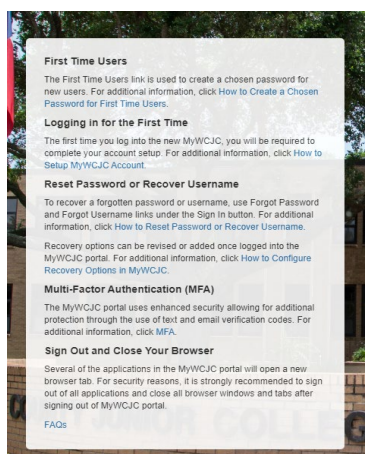 First Time Users
The First Time Users link is used to create a chosen password for
new users. For additional information, click How to Create a Chosen
Password for First Time Users.
Logging in for the First Time
The first time you log into the new MyWCJC, you will be required to
complete your account setup. For additional information, click How to
Setup MyWCJC Account.
Reset Password or Recover Username
To recover a forgotten password or username, use Forgot Password
and Forgot Username links under the Sign In button. For additional
information, click How to Reset Password or Recover Username.
Recovery options can be revised or added once logged into the
MyWCJC portal. For additional information, click How to Configure
Recovery Options in MyWCJC.
Multi-Factor Authentication (MFA)
The MyWCJC portal uses enhanced security allowing for additional
protection through the use of text and email verification codes. For
additional information, click MFA.
Sign Out and Close Your Browser
Several of the applications in the MyWCJC portal will open a new
browser tab. For security reasons, it is strongly recommended to sign
out of all applications and close all browser windows and tabs after
signing out of MyWCJC portal.
FAQs